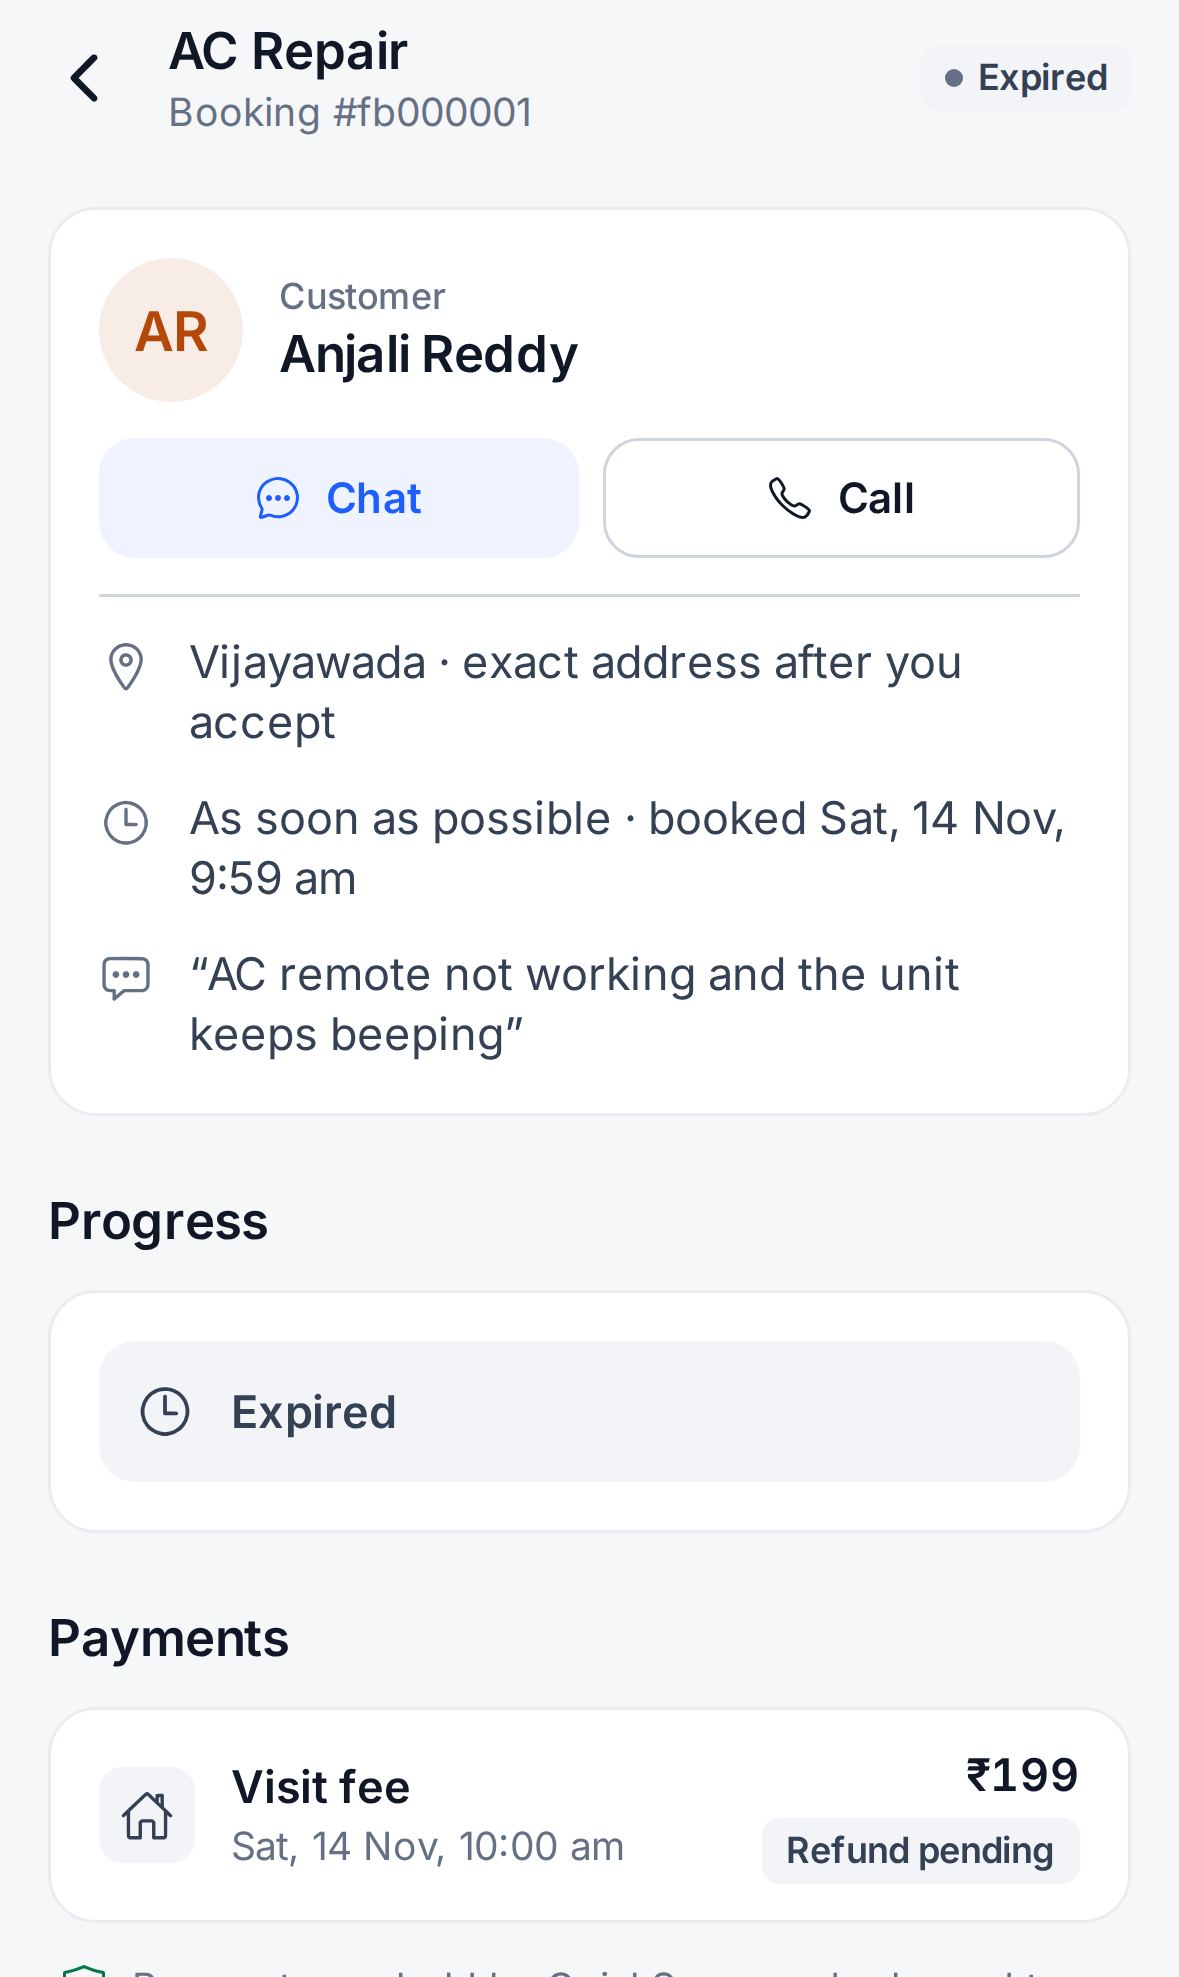 AC Repair
Booking #fb000001
Expired
AR
Customer
Anjali Reddy
Chat
Call
Vijayawada · exact address after you
accept
As soon as possible · booked Sat, 14 Nov,
9:59 am
“AC remote not working and the unit
keeps beeping”
Progress
Expired
Payments
Visit fee
₹199
Sat, 14 Nov, 10:00 am
Refund pending